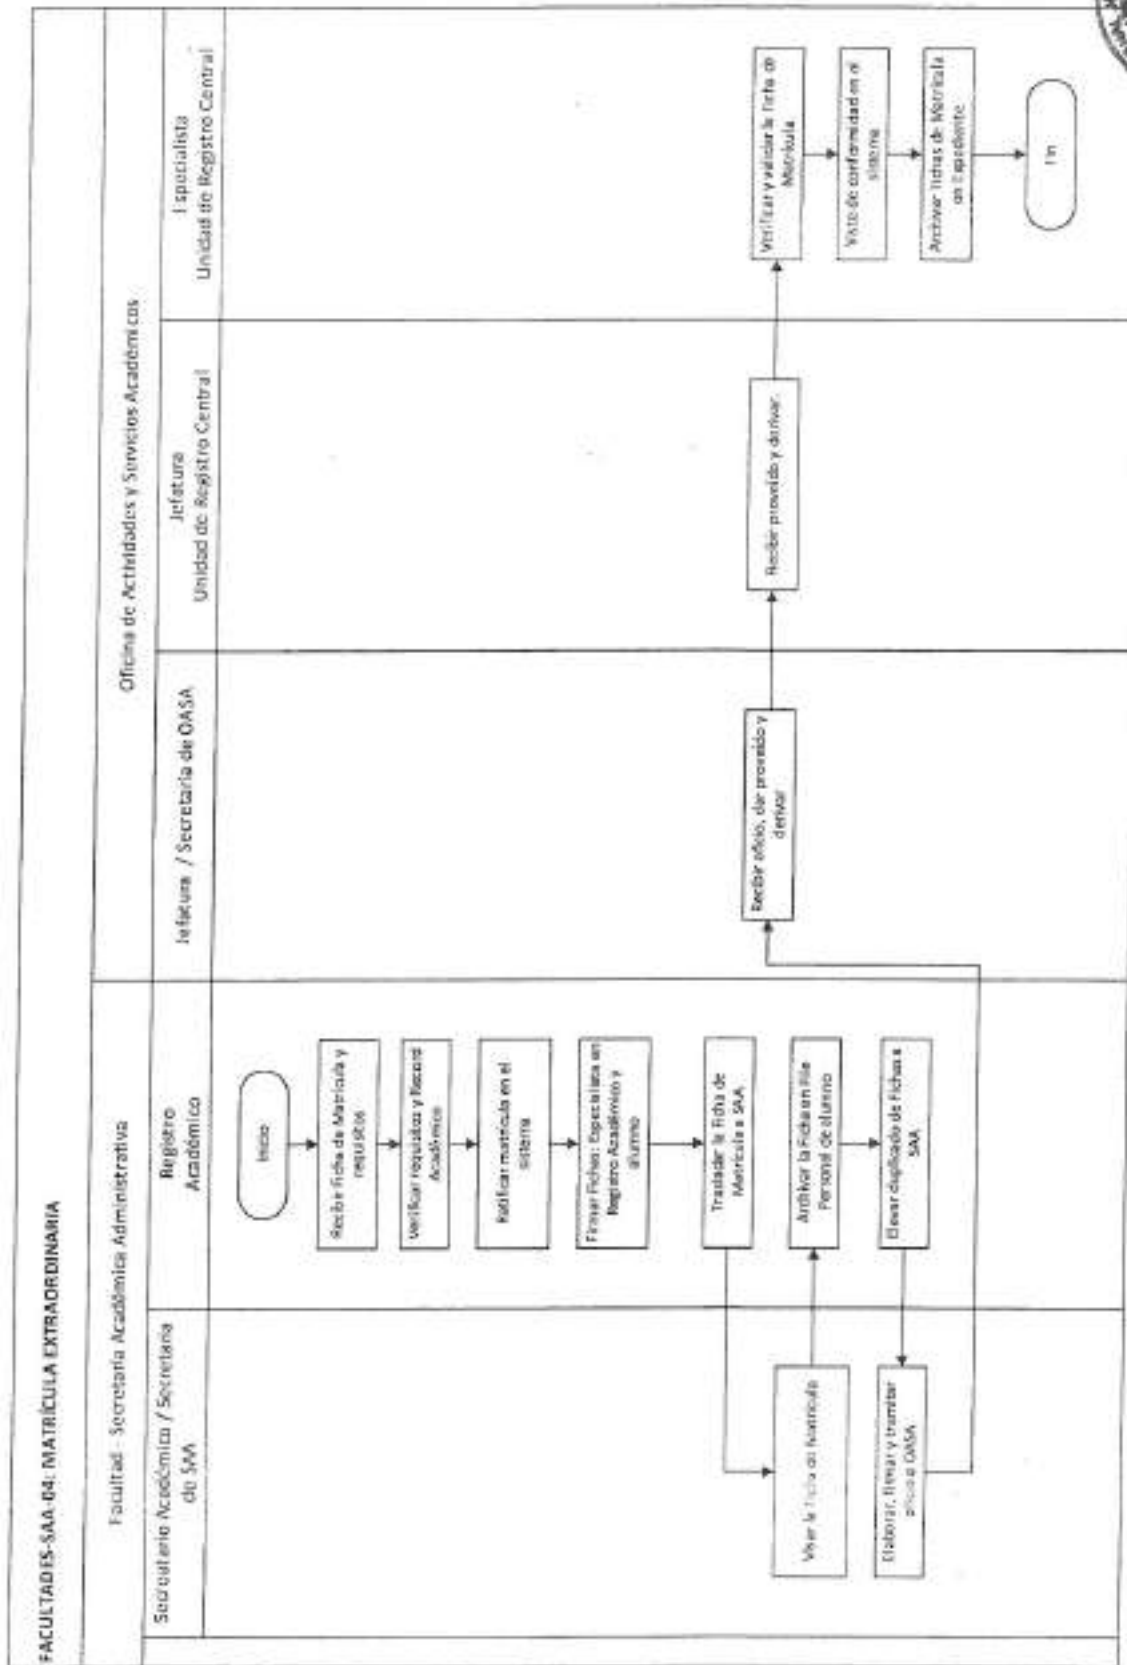 FACULTADES-SAA-04: MATRÍCULA EXTRAORDINARIA
Facultad - Secretaría Académica Administrativa
Oficina de Actividades y Servicios Académicos
Secretario Académico / Secretaria
de SAA
Registro
Académico
Jefatura / Secretaria de OASA
Jefatura
Unidad de Registro Central
Especialista
Unidad de Registro Central
Inicio
Recibir Ficha de Matrícula y
requisitos
Verificar requisitos y Record
Académico
Ratificar matrícula en el
sistema
Firmar Fichas: Especialista en
Registro Académico y
alumno
Trasladar la Ficha de
Matrícula a SAA
Visar la Ficha de Matrícula
Archivar la Ficha en File
Personal de alumno
Elevar duplicado de Fichas a
SAA
Elaborar, firmar y tramitar
oficio a OASA
Recibir oficio, dar proveído y
derivar
Recibir proveído y derivar.
Verificar y validar la Ficha de
Matrícula
Visto de conformidad en el
sistema
Archivar Fichas de Matrícula
en Expediente
Fin